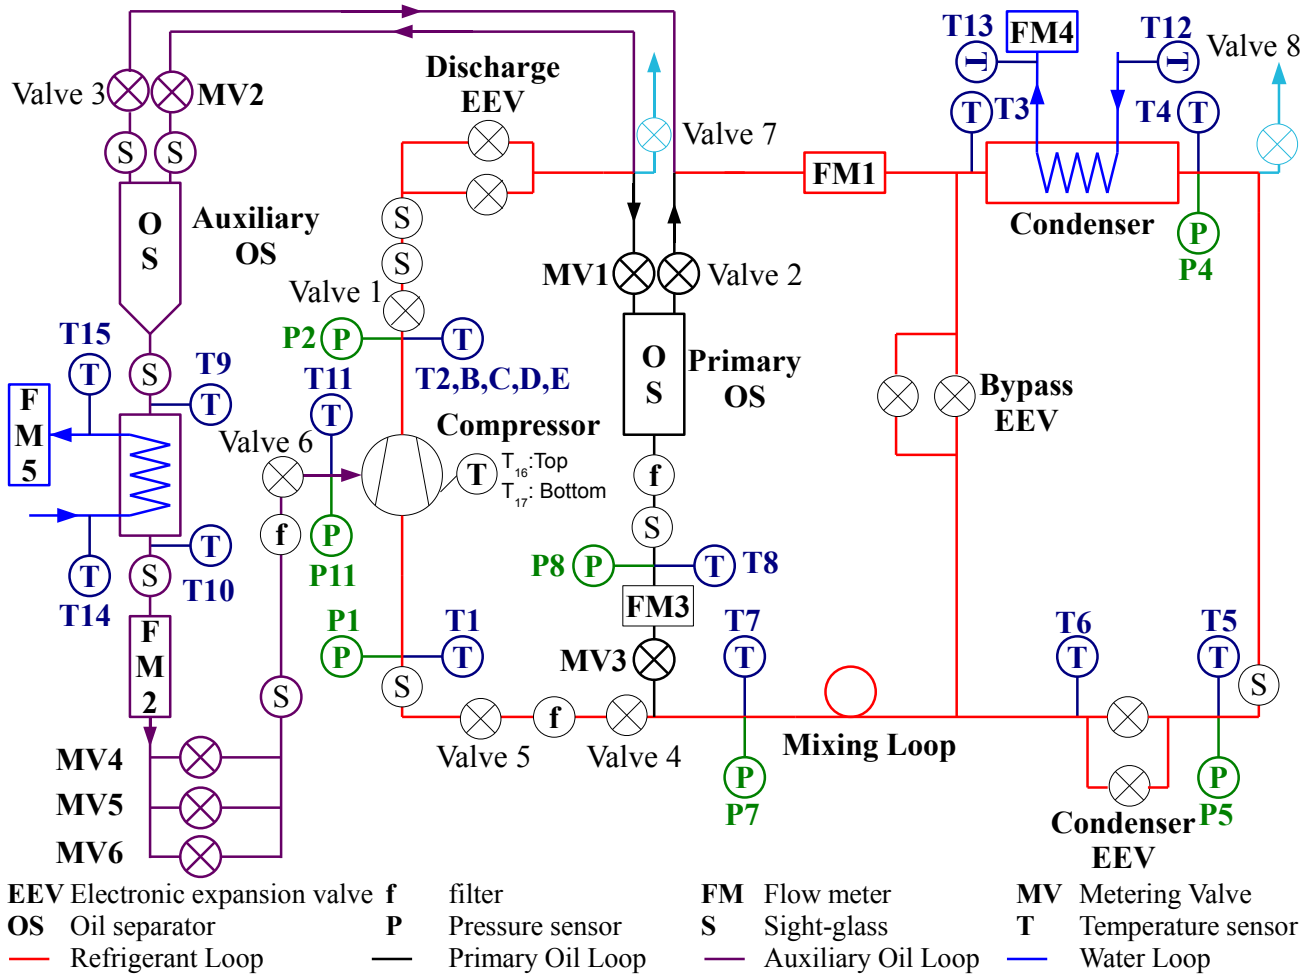 T13
FM4
T12
Valve 8
Discharge
EEV
Valve 3
MV2
T
T
T
T3
T4
T
Valve 7
S
S
FM1
O
S
Auxiliary
OS
S
Condenser
P
P4
S
MV1
Valve 2
Valve 1
T15
P2
P
T
O
S
Primary
OS
T9
S
T11
T2,B,C,D,E
Bypass
EEV
T
T
T
F
M
5
Valve 6
Compressor
T
T16:Top
T17: Bottom
f
f
S
P
P11
T
T
S
T14
T10
P8
P
T
T8
FM3
P1
P
T1
T
T7
T
T6
T
T5
T
F
M
2
MV3
S
S
S
f
Valve 5
Valve 4
Mixing Loop
MV4
P
P7
P
P5
MV5
Condenser
EEV
MV6
EEV Electronic expansion valve
f filter
FM Flow meter
MV Metering Valve
OS Oil separator
P Pressure sensor
S Sight-glass
T Temperature sensor
Refrigerant Loop
Primary Oil Loop
Auxiliary Oil Loop
Water Loop